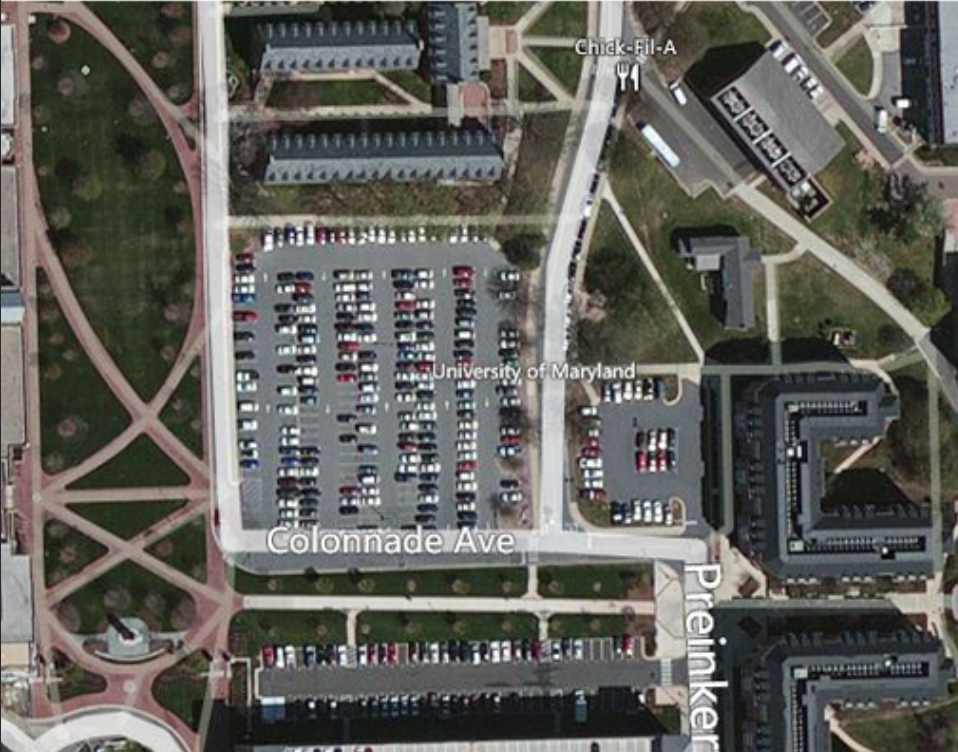 Chick-Fil-A
University of Maryland
Colonnade Ave
Preinker